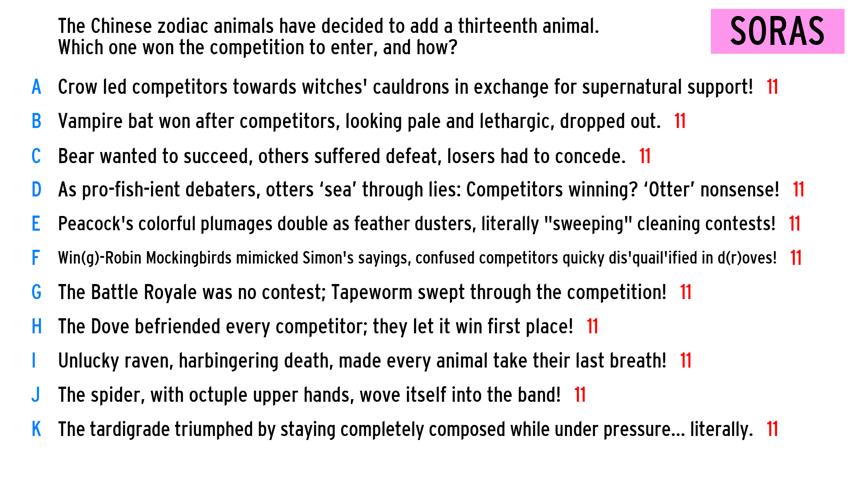 The Chinese zodiac animals have decided to add a thirteenth animal.
Which one won the competition to enter, and how?
SORAS
A Crow led competitors towards witches' cauldrons in exchange for supernatural support! 11
B Vampire bat won after competitors, looking pale and lethargic, dropped out. 11
C Bear wanted to succeed, others suffered defeat, losers had to concede. 11
D As pro-fish-ient debaters, otters ‘sea’ through lies: Competitors winning? ‘Otter’ nonsense! 11
E Peacock's colorful plumages double as feather dusters, literally "sweeping" cleaning contests! 11
F Win(g)-Robin Mockingbirds mimicked Simon's sayings, confused competitors quicky dis'quail'ified in d(r)oves! 11
G The Battle Royale was no contest; Tapeworm swept through the competition! 11
H The Dove befriended every competitor; they let it win first place! 11
I Unlucky raven, harbingering death, made every animal take their last breath! 11
J The spider, with octuple upper hands, wove itself into the band! 11
K The tardigrade triumphed by staying completely composed while under pressure... literally. 11